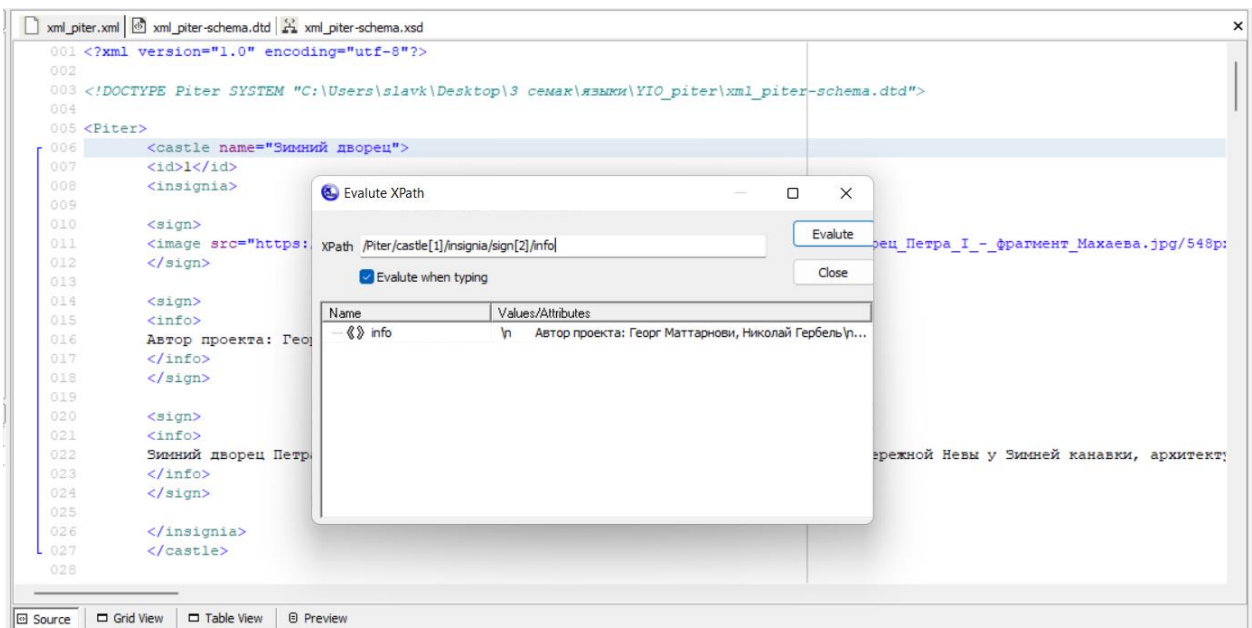 xml_piter.xml xml_piter-schema.dtd xml_piter-schema.xsd
001 <?xml version="1.0" encoding="utf-8"?>
002
003 <!DOCTYPE Piter SYSTEM "C:\Users\slavk\Desktop\3 семак\языки\YIO_piter\xml_piter-schema.dtd">
004
005 <Piter>
006 <castle name="Зимний дворец">
007 <id>1</id>
008 <insignia>
009
010 <sign>
011 <image src="https: ец_Петра_I_-_фрагмент_Махаева.jpg/548p
012 </sign>
013
014 <sign>
015 <info>
016 Автор проекта: Гео
017 </info>
018 </sign>
019
020 <sign>
021 <info>
022 Зимний дворец Петр ережной Невы у Зимней канавки, архитект
023 </info>
024 </sign>
025
026 </insignia>
027 </castle>
028
Evalute XPath
XPath /Piter/castle[1]/insignia/sign[2]/info
Evalute
Evalute when typing
Close
Name Values/Attributes
info \n Автор проекта: Георг Маттарнови, Николай Гербель\n...
Source Grid View Table View Preview